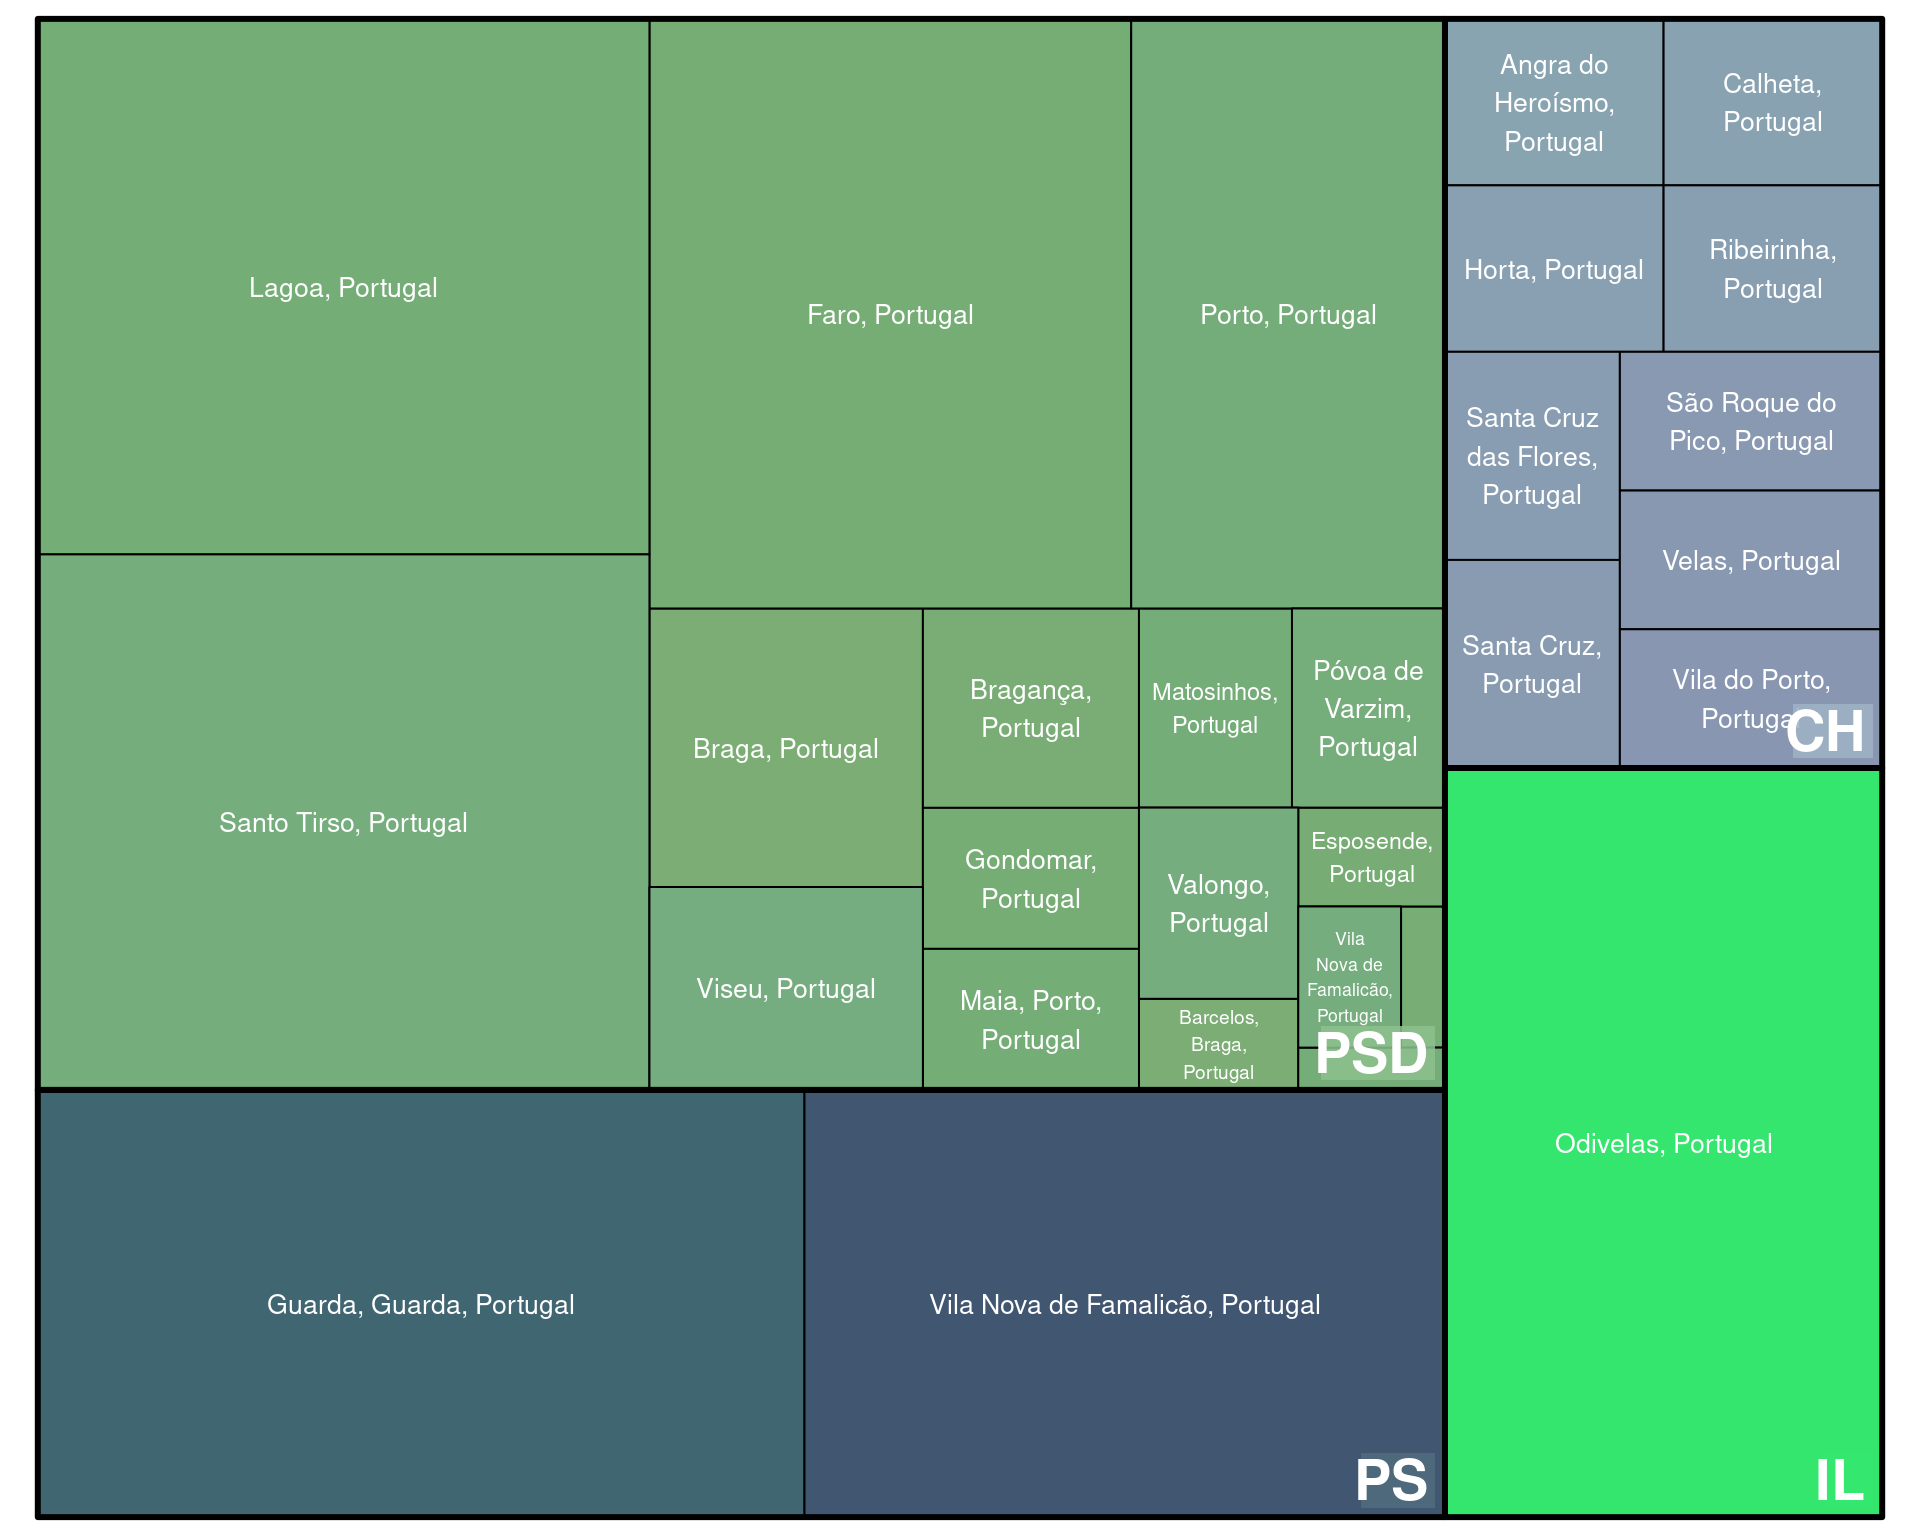 Lagoa, Portugal
Santo Tirso, Portugal
Faro, Portugal
Porto, Portugal
Braga, Portugal
Viseu, Portugal
Bragança,
Portugal
Gondomar,
Portugal
Maia, Porto,
Portugal
Matosinhos,
Portugal
Póvoa de
Varzim,
Portugal
Valongo,
Portugal
Barcelos,
Braga,
Portugal
Esposende,
Portugal
Vila
Nova de
Famalicão,
Portugal
PSD
Guarda, Guarda, Portugal
Vila Nova de Famalicão, Portugal
PS
Angra do
Heroísmo,
Portugal
Calheta,
Portugal
Horta, Portugal
Ribeirinha,
Portugal
Santa Cruz
das Flores,
Portugal
Santa Cruz,
Portugal
São Roque do
Pico, Portugal
Velas, Portugal
Vila do Porto,
Portugal
CH
Odivelas, Portugal
IL